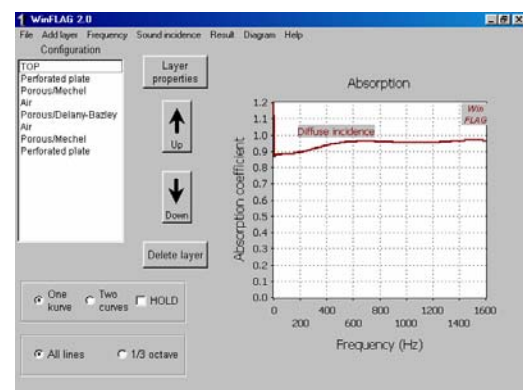 WinFLAG 2.0
File Add layer Frequency Sound incidence Result Diagram Help
Configuration
TOP
Perforated plate
Porous/Mechel
Air
Porous/Delany-Bazley
Air
Porous/Mechel
Perforated plate
Layer
properties
Up
Down
Delete layer
One
kurve
Two
curves
HOLD
All lines
1/3 octave
Absorption
Win
FLAG
Diffuse incidence
Absorption coefficient
1.2
1.1
1.0
0.9
0.8
0.7
0.6
0.5
0.4
0.3
0.2
0.1
0.0
0 400 800 1200 1600
200 600 1000 1400
Frequency (Hz)